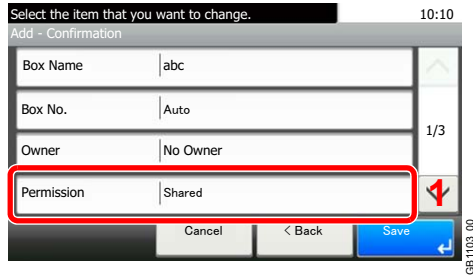 Select the item that you want to change. 10:10
Add - Confirmation
Box Name abc
Box No. Auto
1/3
Owner No Owner
Permission Shared
1
Cancel < Back Save
GB1103_00